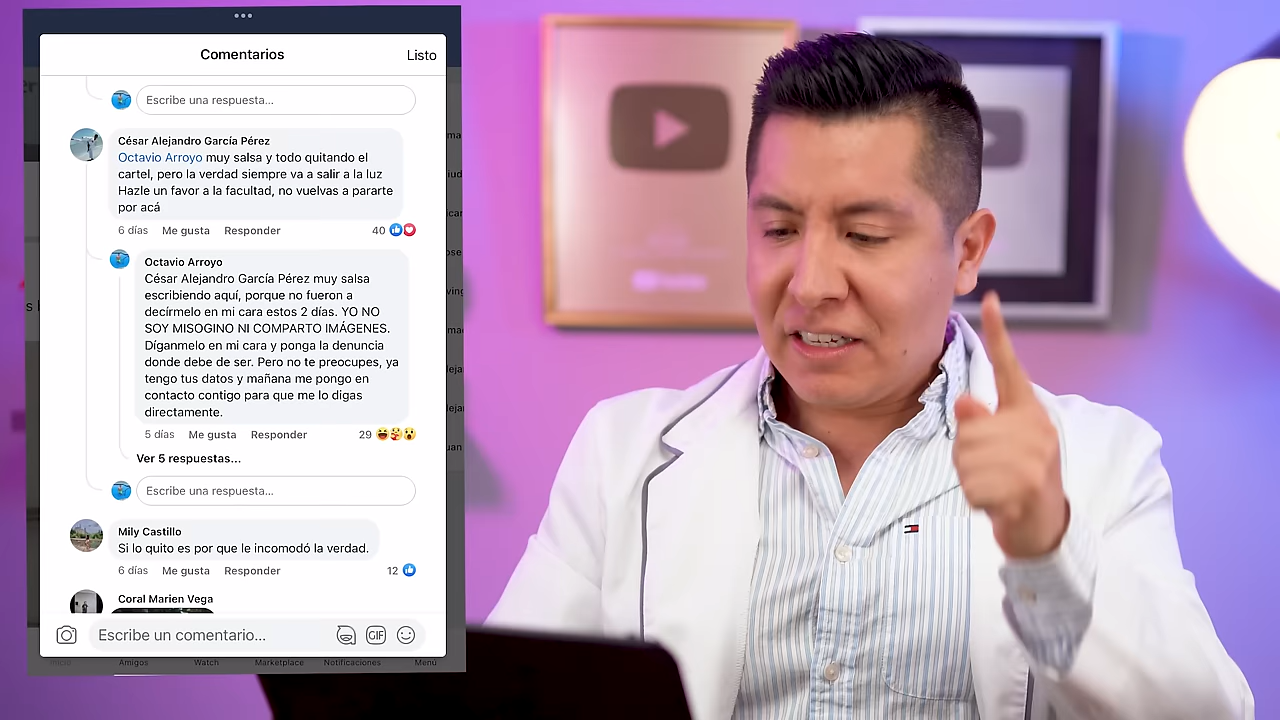 Comentarios
Listo
Escribe una respuesta...
César Alejandro García Pérez
Octavio Arroyo muy salsa y todo quitando el
cartel, pero la verdad siempre va a salir a la luz
Hazle un favor a la facultad, no vuelvas a pararte
por acá
6 días Me gusta Responder 40
Octavio Arroyo
César Alejandro García Pérez muy salsa
escribiendo aquí, porque no fueron a
decírmelo en mi cara estos 2 días. YO NO
SOY MISOGINO NI COMPARTO IMÁGENES.
Díganmelo en mi cara y ponga la denuncia
donde debe de ser. Pero no te preocupes, ya
tengo tus datos y mañana me pongo en
contacto contigo para que me lo digas
directamente.
5 días Me gusta Responder 29
Ver 5 respuestas...
Escribe una respuesta...
Mily Castillo
Si lo quito es por que le incomodó la verdad.
6 días Me gusta Responder 12
Coral Marien Vega
Escribe un comentario...
GIF
Inicio Amigos Watch Marketplace Notificaciones Menú